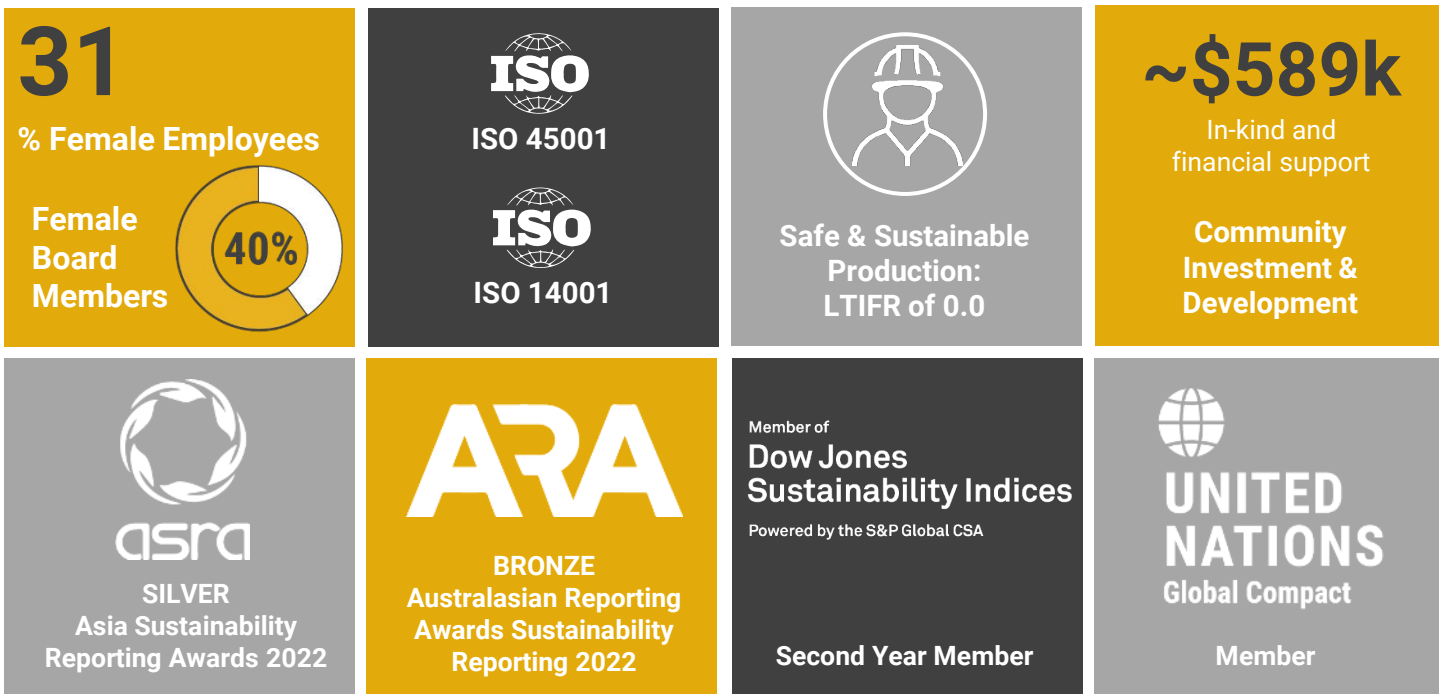 31
% Female Employees
Female
Board
Members
40%
ISO
ISO 45001
ISO
ISO 14001
Safe & Sustainable
Production:
LTIFR of 0.0
~$589k
In-kind and
financial support
Community
Investment &
Development
asra
SILVER
Asia Sustainability
Reporting Awards 2022
ARA
BRONZE
Australasian Reporting
Awards Sustainability
Reporting 2022
Member of
Dow Jones
Sustainability Indices
Powered by the S&P Global CSA
Second Year Member
UNITED
NATIONS
Global Compact
Member